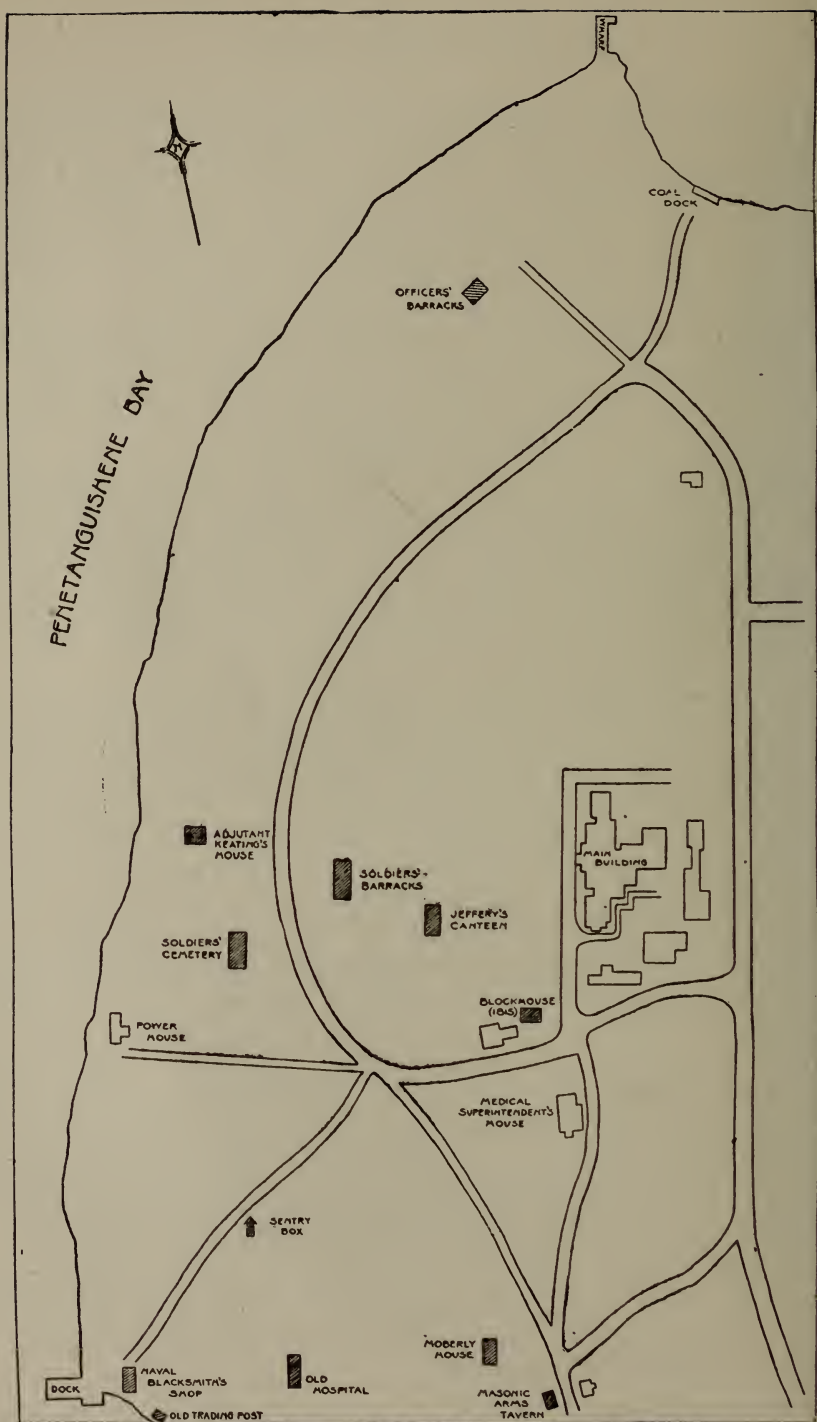 WHARF
N
COAL
DOCK
OFFICERS'
BARRACKS
PENETANGUISHENE BAY
ADJUTANT
KEATING'S
HOUSE
SOLDIERS'
BARRACKS
MAIN
BUILDING
JEFFERY'S
CANTEEN
SOLDIERS'
CEMETERY
BLOCKHOUSE
(1815)
POWER
HOUSE
MEDICAL
SUPERINTENDENT'S
HOUSE
SENTRY
BOX
MOBERLY
HOUSE
NAVAL
BLACKSMITH'S
SHOP
OLD
HOSPITAL
DOCK
MASONIC
ARMS
TAVERN
OLD TRADING POST